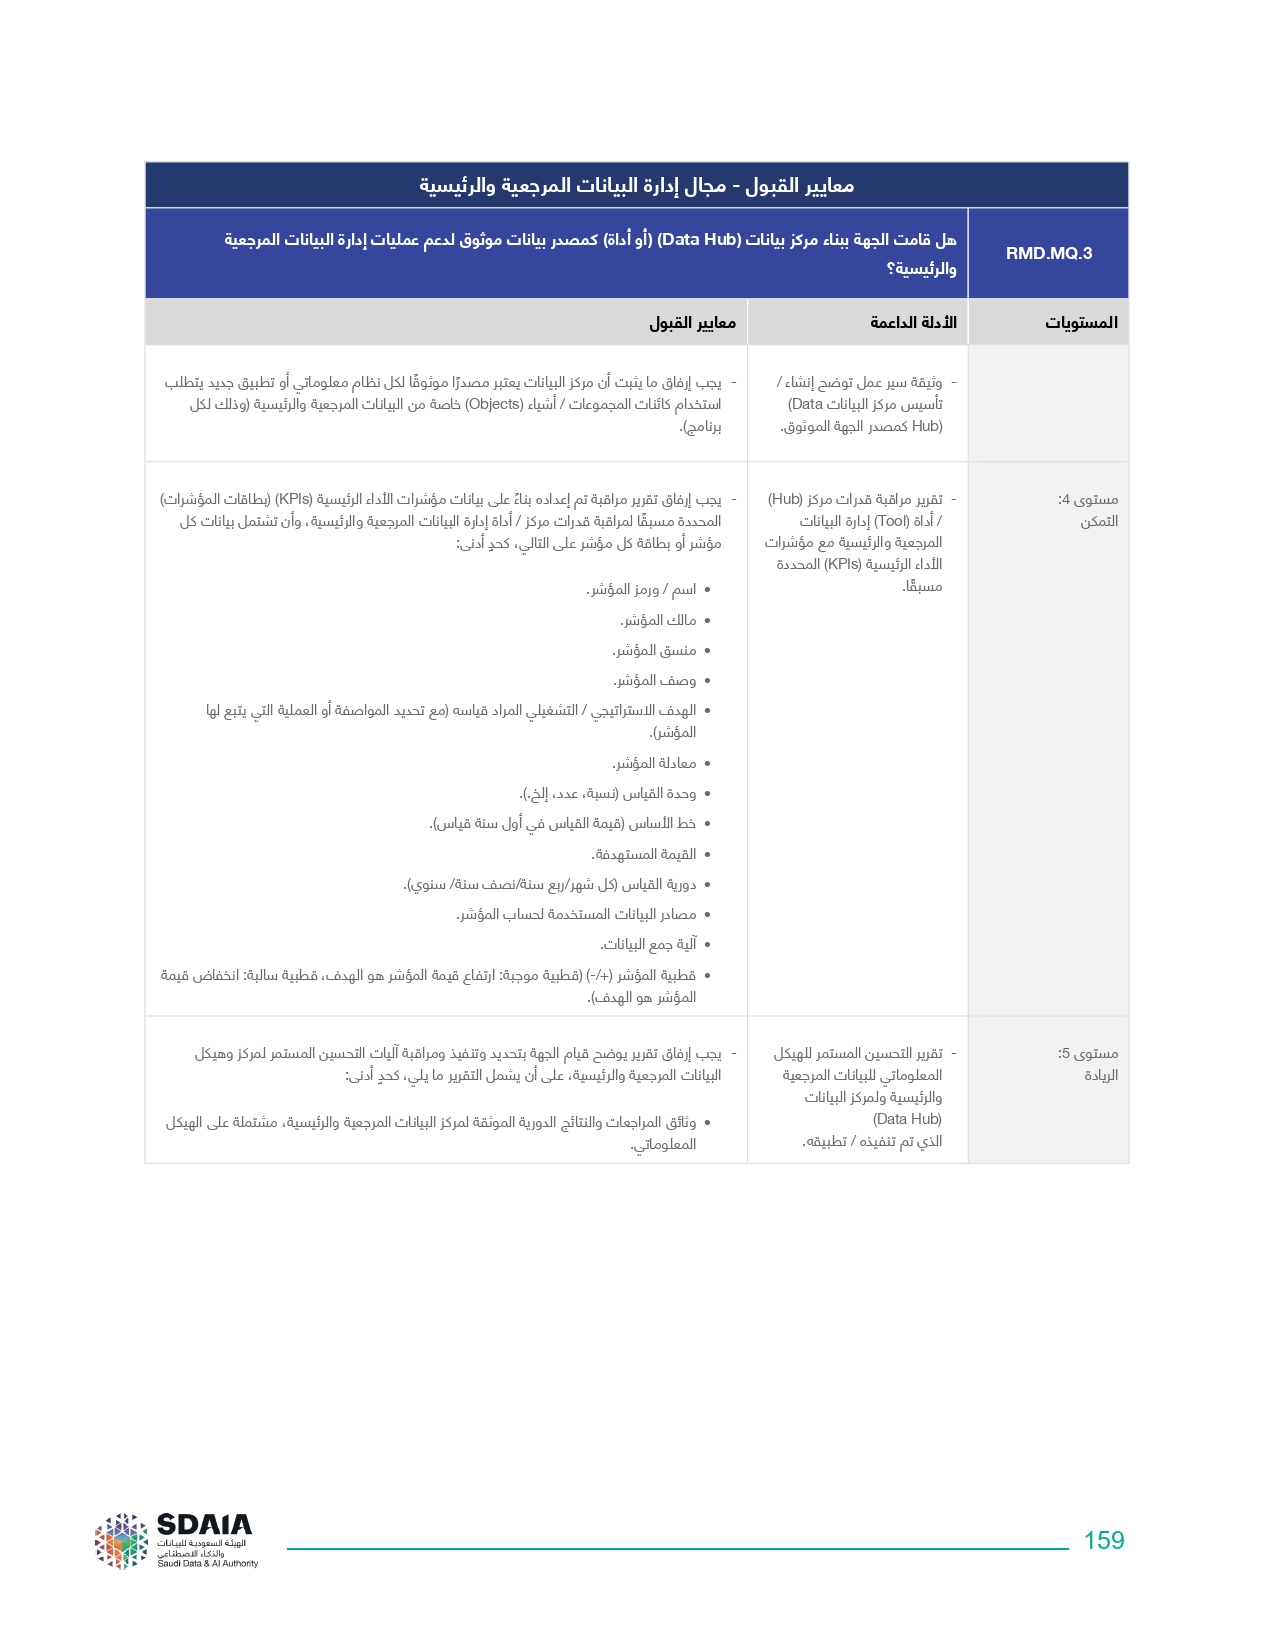 معايير القبول - مجال إدارة البيانات المرجعية والرئيسية
RMD.MQ.3
هل قامت الجهة ببناء مركز بيانات (Data Hub) (أو أداة) كمصدر بيانات موثوق لدعم عمليات إدارة البيانات المرجعية
والرئيسية؟
المستويات
الأدلة الداعمة
معايير القبول
- وثيقة سير عمل توضح إنشاء /
تأسيس مركز البيانات Data)
Hub) كمصدر الجهة الموثوق.
- يجب إرفاق ما يثبت أن مركز البيانات يعتبر مصدرًا موثوقًا لكل نظام معلوماتي أو تطبيق جديد يتطلب
استخدام كائنات المجموعات / أشياء (Objects) خاصة من البيانات المرجعية والرئيسية (وذلك لكل
برنامج).
مستوى 4:
التمكن
- تقرير مراقبة قدرات مركز (Hub)
/ أداة (Tool) إدارة البيانات
المرجعية والرئيسية مع مؤشرات
الأداء الرئيسية (KPIs) المحددة
مسبقًا.
- يجب إرفاق تقرير مراقبة تم إعداده بناءً على بيانات مؤشرات الأداء الرئيسية (KPIs) (بطاقات المؤشرات)
المحددة مسبقًا لمراقبة قدرات مركز / أداة إدارة البيانات المرجعية والرئيسية، وأن تشتمل بيانات كل
مؤشر أو بطاقة كل مؤشر على التالي، كحدٍ أدنى:
• اسم / ورمز المؤشر.
• مالك المؤشر.
• منسق المؤشر.
• وصف المؤشر.
• الهدف الاستراتيجي / التشغيلي المراد قياسه (مع تحديد المواصفة أو العملية التي يتبع لها
المؤشر).
• معادلة المؤشر.
• وحدة القياس (نسبة، عدد، إلخ.).
• خط الأساس (قيمة القياس في أول سنة قياس).
• القيمة المستهدفة.
• دورية القياس (كل شهر/ربع سنة/نصف سنة/ سنوي).
• مصادر البيانات المستخدمة لحساب المؤشر.
• آلية جمع البيانات.
• قطبية المؤشر (+/-) (قطبية موجبة: ارتفاع قيمة المؤشر هو الهدف، قطبية سالبة: انخفاض قيمة
المؤشر هو الهدف).
مستوى 5:
الريادة
- تقرير التحسين المستمر للهيكل
المعلوماتي للبيانات المرجعية
والرئيسية ولمركز البيانات
(Data Hub)
الذي تم تنفيذه / تطبيقه.
- يجب إرفاق تقرير يوضح قيام الجهة بتحديد وتنفيذ ومراقبة آليات التحسين المستمر لمركز وهيكل
البيانات المرجعية والرئيسية، على أن يشمل التقرير ما يلي، كحدٍ أدنى:
• وثائق المراجعات والنتائج الدورية الموثقة لمركز البيانات المرجعية والرئيسية، مشتملة على الهيكل
المعلوماتي.
SDAIA
الهيئة السعودية للبيانات
والذكاء الاصطناعي
Saudi Data & AI Authority
159